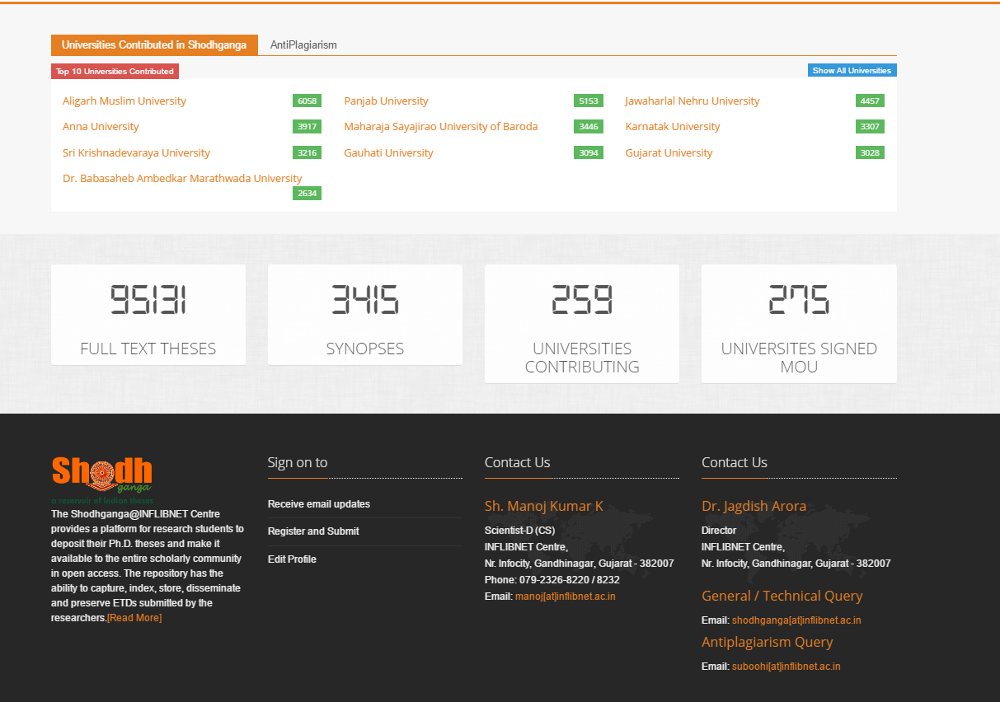 Universities Contributed in Shodhganga AntiPlagiarism
Top 10 Universities Contributed Show All Universities
Aligarh Muslim University 6058 Panjab University 5153 Jawaharlal Nehru University 4457
Anna University 3917 Maharaja Sayajirao University of Baroda 3446 Karnatak University 3307
Sri Krishnadevaraya University 3216 Gauhati University 3094 Gujarat University 3028
Dr. Babasaheb Ambedkar Marathwada University
2634
95131
FULL TEXT THESES
3415
SYNOPSES
259
UNIVERSITIES
CONTRIBUTING
275
UNIVERSITES SIGNED
MOU
Shodh
ganga
a reservoir of Indian theses
The Shodhganga@INFLIBNET Centre
provides a platform for research students to
deposit their Ph.D. theses and make it
available to the entire scholarly community
in open access. The repository has the
ability to capture, index, store, disseminate
and preserve ETDs submitted by the
researchers.[Read More]
Sign on to
Receive email updates
Register and Submit
Edit Profile
Contact Us
Sh. Manoj Kumar K
Scientist-D (CS)
INFLIBNET Centre,
Nr. Infocity, Gandhinagar, Gujarat - 382007
Phone: 079-2326-8220 / 8232
Email: manoj[at]inflibnet.ac.in
Contact Us
Dr. Jagdish Arora
Director
INFLIBNET Centre,
Nr. Infocity, Gandhinagar, Gujarat - 382007
General / Technical Query
Email: shodhganga[at]inflibnet.ac.in
Antiplagiarism Query
Email: suboohi[at]inflibnet.ac.in